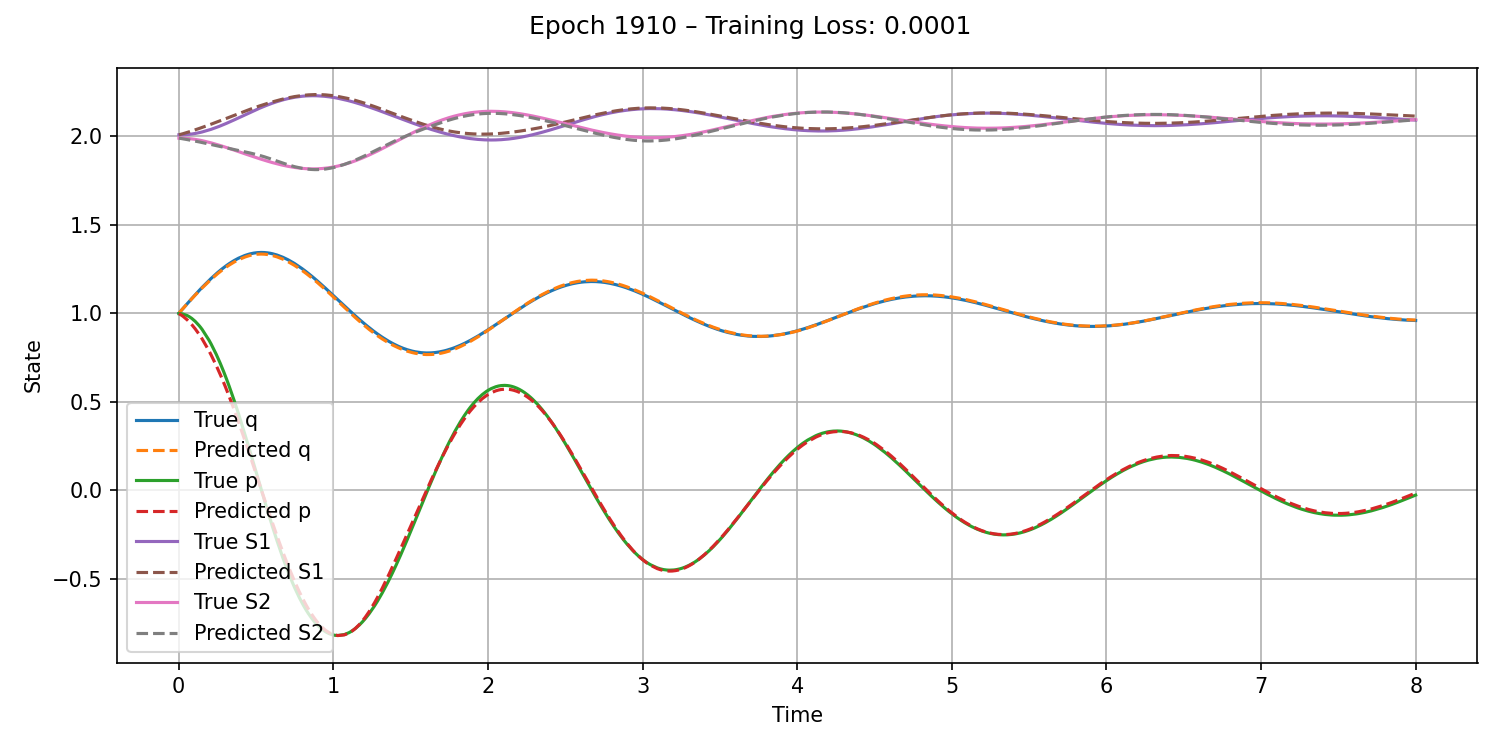 Epoch 1910 – Training Loss: 0.0001
State
2.0
1.5
1.0
0.5
0.0
−0.5
True q
Predicted q
True p
Predicted p
True S1
Predicted S1
True S2
Predicted S2
0 1 2 3 4 5 6 7 8
Time